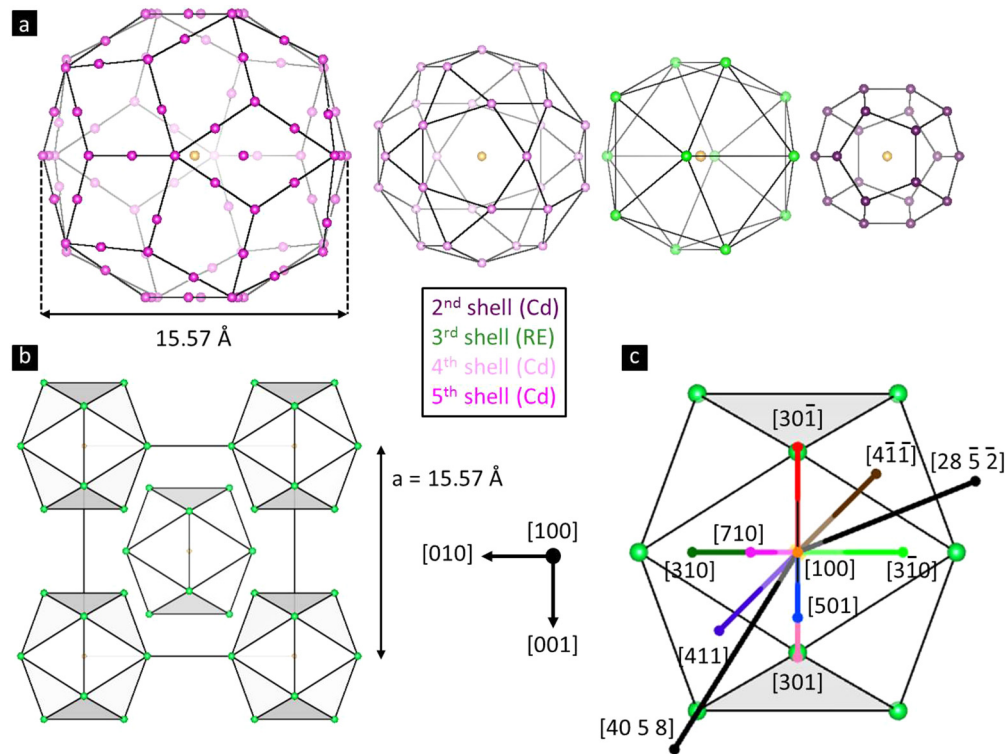 a
15.57 Å
2nd shell (Cd)
3rd shell (RE)
4th shell (Cd)
5th shell (Cd)
b
a = 15.57 Å
[100]
[010]
[001]
c
[301̄]
[41̄1̄]
[28 5̄ 2̄]
[710]
[310]
[100]
[31̄0]
[501]
[411]
[301]
[40 5 8]